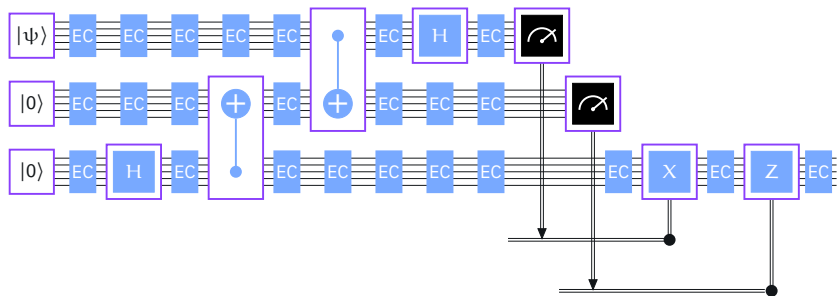 |ψ⟩ EC EC EC EC EC EC H EC
|0⟩ EC EC EC EC EC EC EC
|0⟩ EC H EC EC EC EC EC EC EC X EC Z EC